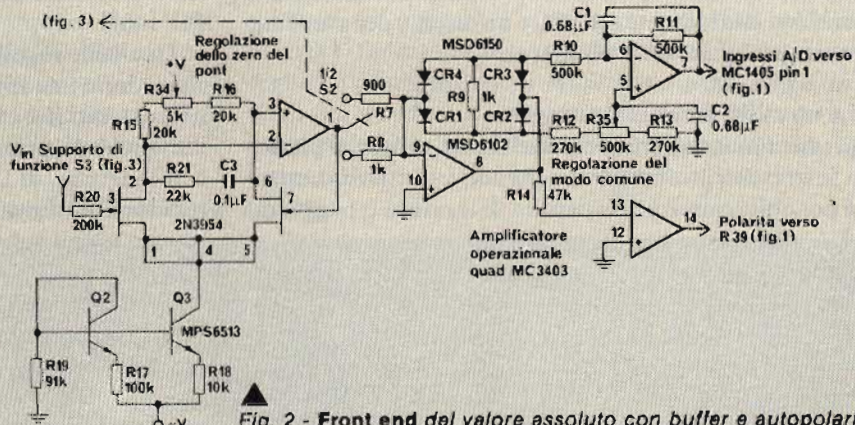 (fig. 3)
Regolazione
dello zero del
pont
+V
R34
5k
R16
20k
R15
20k
1/2
S2
900
R7
R8
1k
MSD6150
CR4
CR3
R9
1k
CR1
CR2
MSD6102
R10
500k
C1
0.68µF
R11
500k
6
5
7
Ingressi A/D verso
MC1405 pin 1
(fig.1)
R12
270k
R35
500k
R13
270k
C2
0.68µF
Regolazione del
modo comune
3
2
1
Vin Supporto di
funzione S3 (fig.3)
R21
22k
C3
0.1µF
R20
200k
3
2
6
7
2N3954
1
4
5
9
10
8
R14
47k
13
12
14
Polarita verso
R39 (fig.1)
Amplificatore
operazionale
quad MC3403
Q2
Q3
MPS6513
R19
91k
R17
100k
R18
10k
Fig. 2 - Front end del valore assoluto con buffer e autopolari